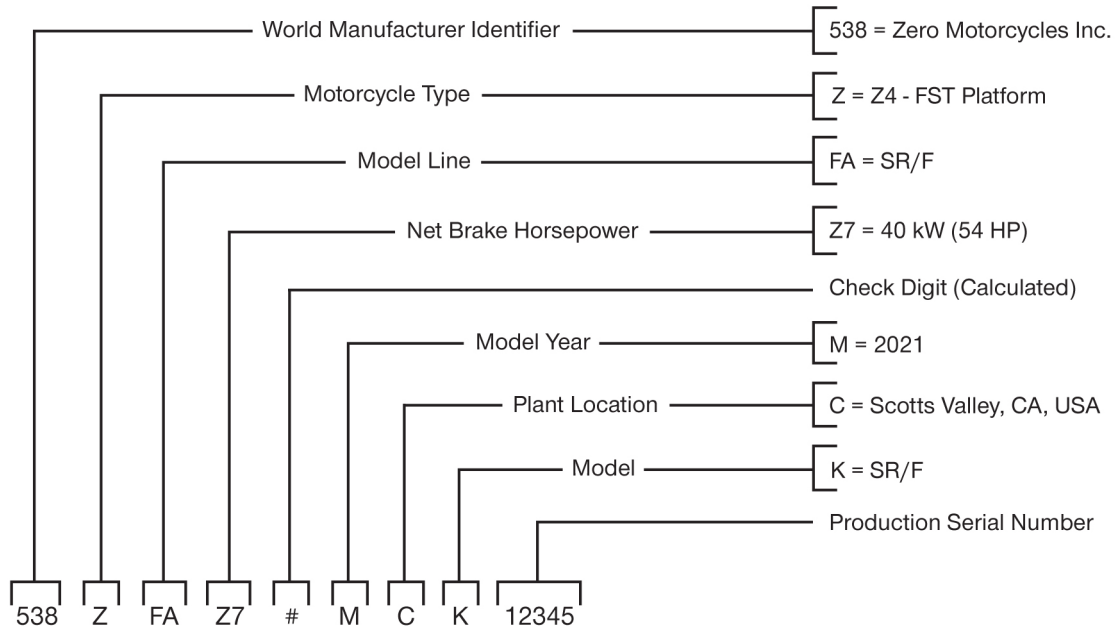 World Manufacturer Identifier 538 = Zero Motorcycles Inc.
Motorcycle Type Z = Z4 - FST Platform
Model Line FA = SR/F
Net Brake Horsepower Z7 = 40 kW (54 HP)
Check Digit (Calculated)
Model Year M = 2021
Plant Location C = Scotts Valley, CA, USA
Model K = SR/F
Production Serial Number
538 Z FA Z7 # M C K 12345